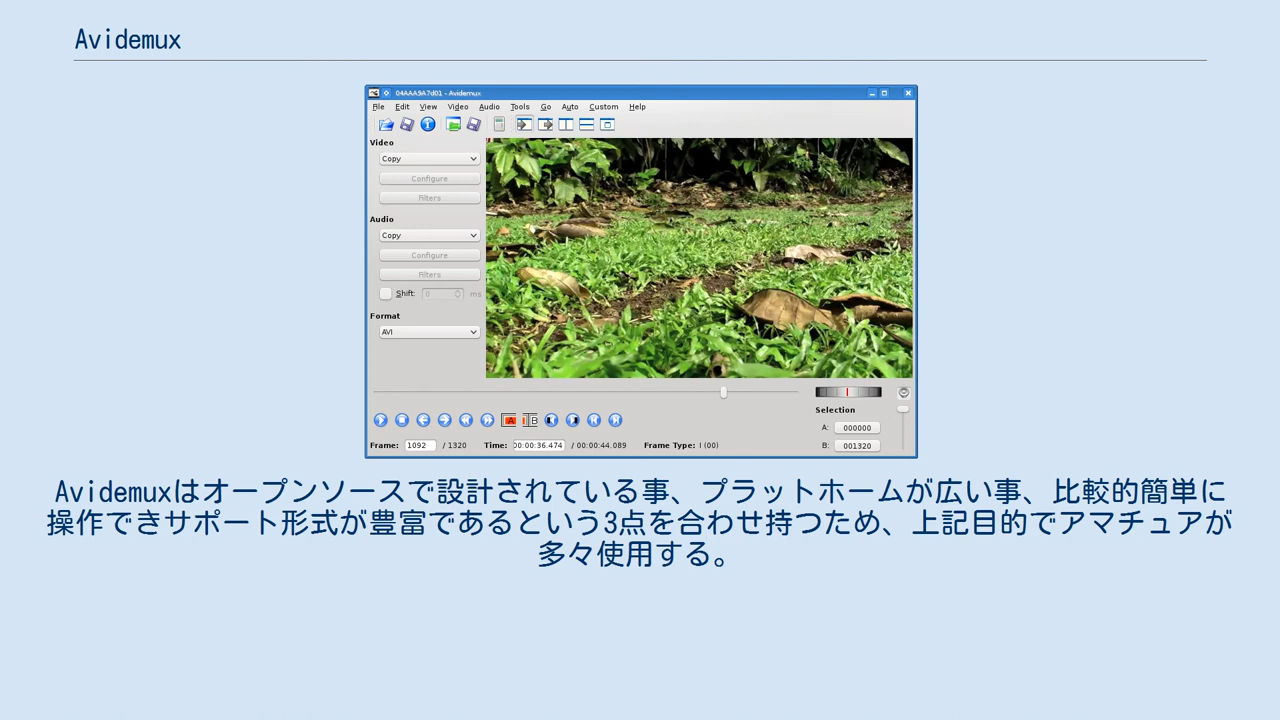 Avidemux
04AAA9A7d01 - Avidemux
File Edit View Video Audio Tools Go Auto Custom Help
Video
Copy
Configure
Filters
Audio
Copy
Configure
Filters
Shift: 0 ms
Format
AVI
Selection
A: 000000
B: 001320
A B
Frame: 1092 / 1320 Time: 00:00:36.474 / 00:00:44.089 Frame Type: I (00)
Avidemuxはオープンソースで設計されている事、プラットホームが広い事、比較的簡単に
操作できサポート形式が豊富であるという3点を合わせ持つため、上記目的でアマチュアが
多々使用する。